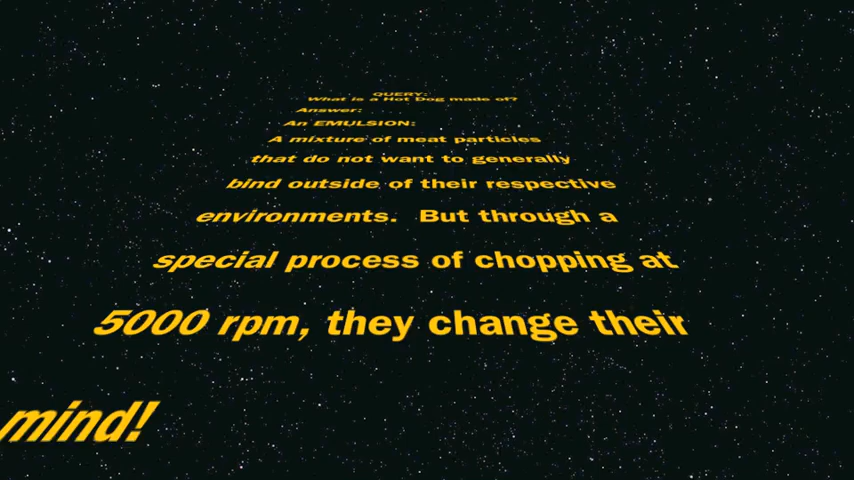 QUERY:
What is a Hot Dog made of?
Answer:
An EMULSION:
A mixture of meat particles
that do not want to generally
bind outside of their respective
environments. But through a
special process of chopping at
5000 rpm, they change their
mind!